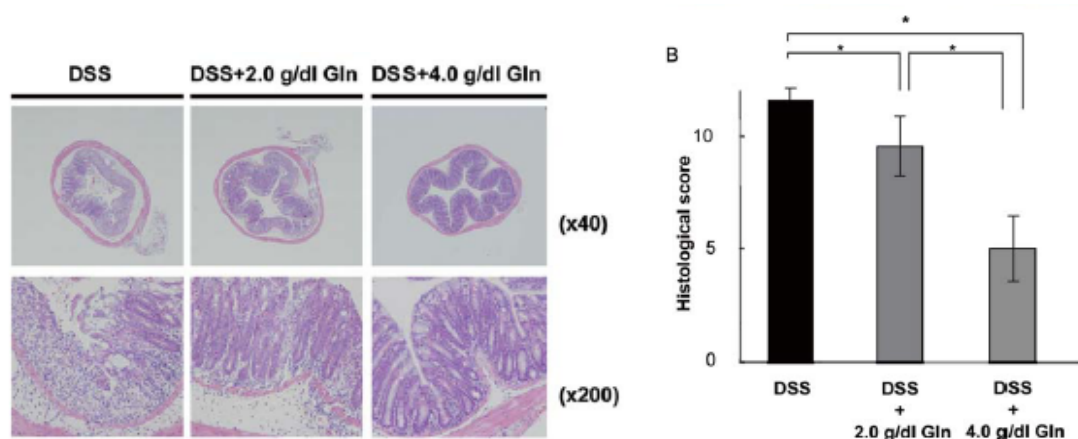 DSS
DSS+2.0 g/dl Gln
DSS+4.0 g/dl Gln
(x40)
(x200)
B
*
*
*
Histological score
10
5
0
DSS
DSS
+
2.0 g/dl Gln
DSS
+
4.0 g/dl Gln